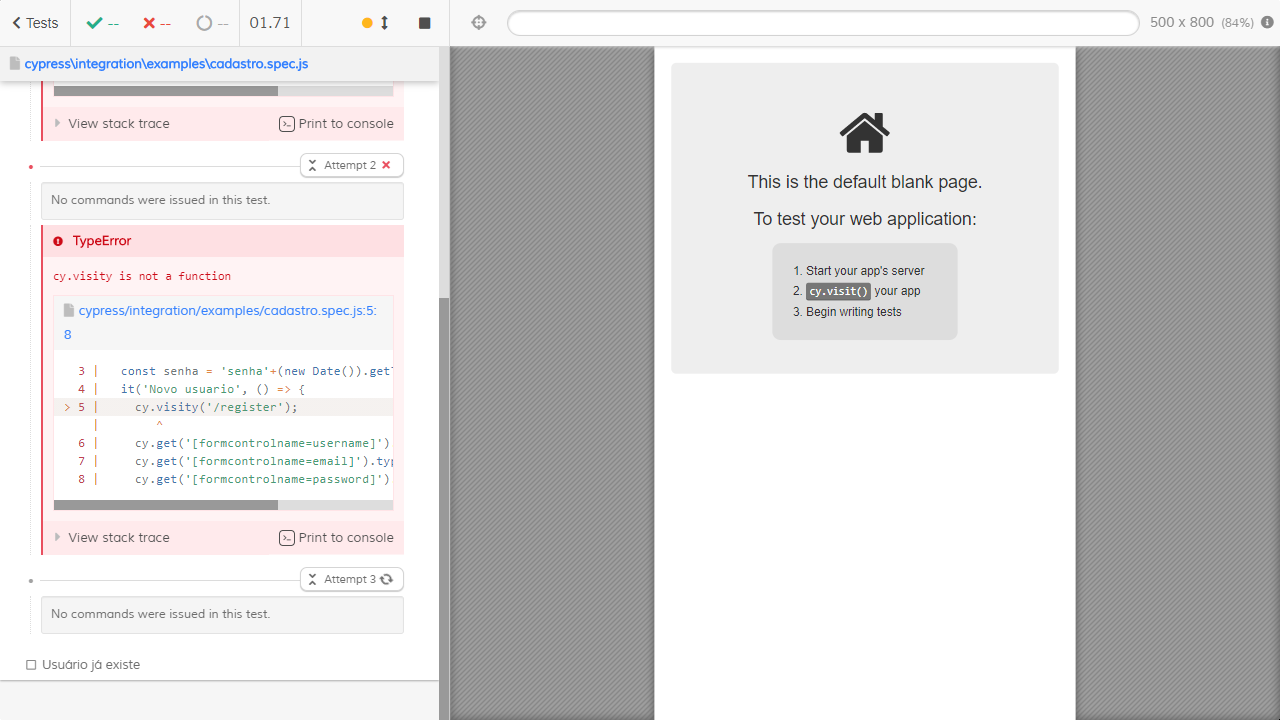 Tests
--
--
--
01.71
500 x 800 (84%)
cypress\integration\examples\cadastro.spec.js
View stack trace
Print to console
Attempt 2
No commands were issued in this test.
TypeError
cy.visity is not a function
cypress/integration/examples/cadastro.spec.js:5:
8
3 | const senha = 'senha'+(new Date()).get
4 | it('Novo usuario', () => {
> 5 | cy.visity('/register');
| ^
6 | cy.get('[formcontrolname=username]')
7 | cy.get('[formcontrolname=email]').typ
8 | cy.get('[formcontrolname=password]')
View stack trace
Print to console
Attempt 3
No commands were issued in this test.
Usuário já existe
This is the default blank page.
To test your web application:
1. Start your app's server
2. cy.visit() your app
3. Begin writing tests